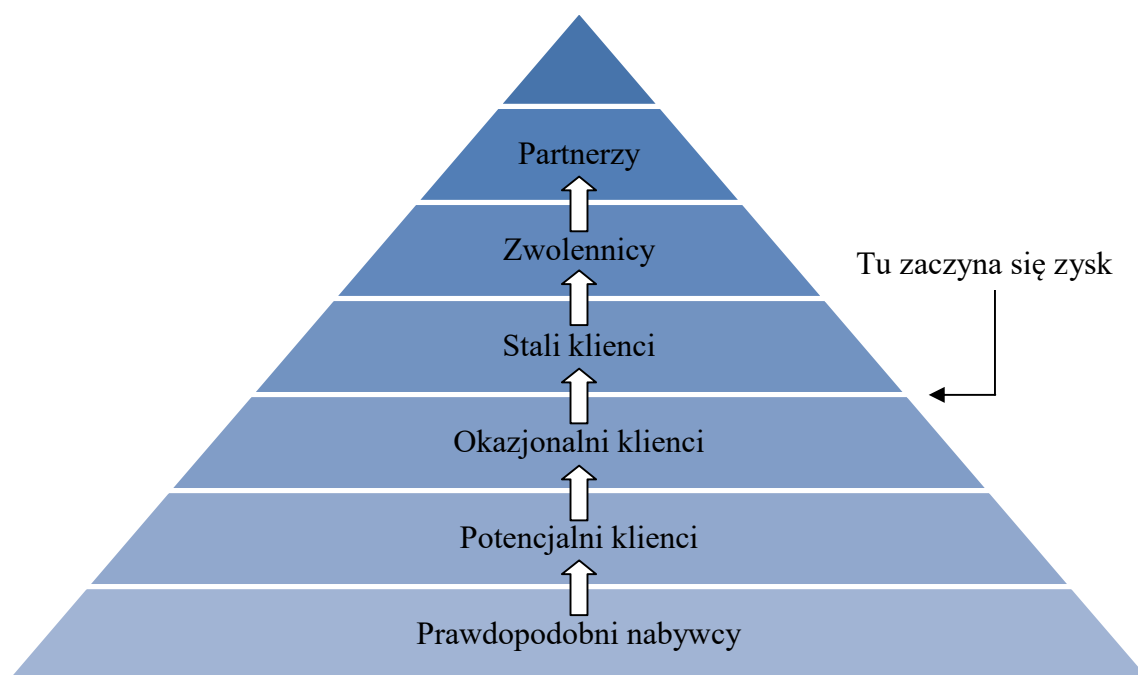 Partnerzy
Zwolennicy
Tu zaczyna się zysk
Stali klienci
Okazjonalni klienci
Potencjalni klienci
Prawdopodobni nabywcy